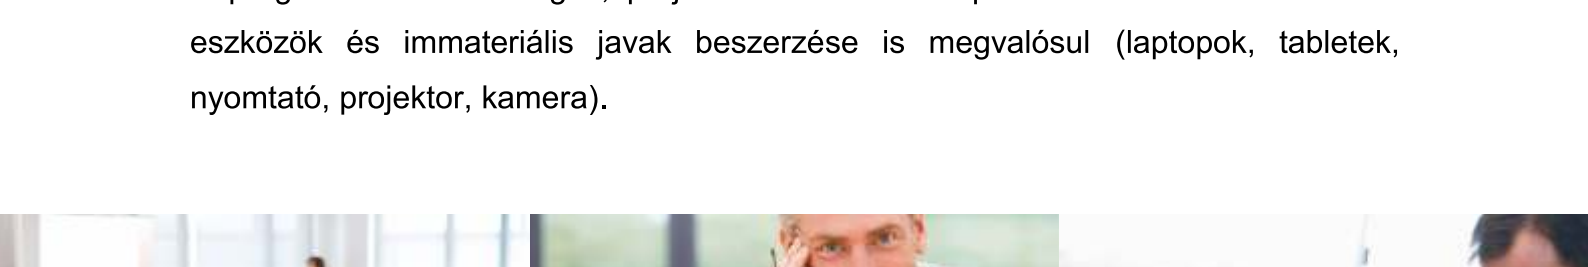 eszközök és immateriális javak beszerzése is megvalósul (laptopok, tabletek,
nyomtató, projektor, kamera).